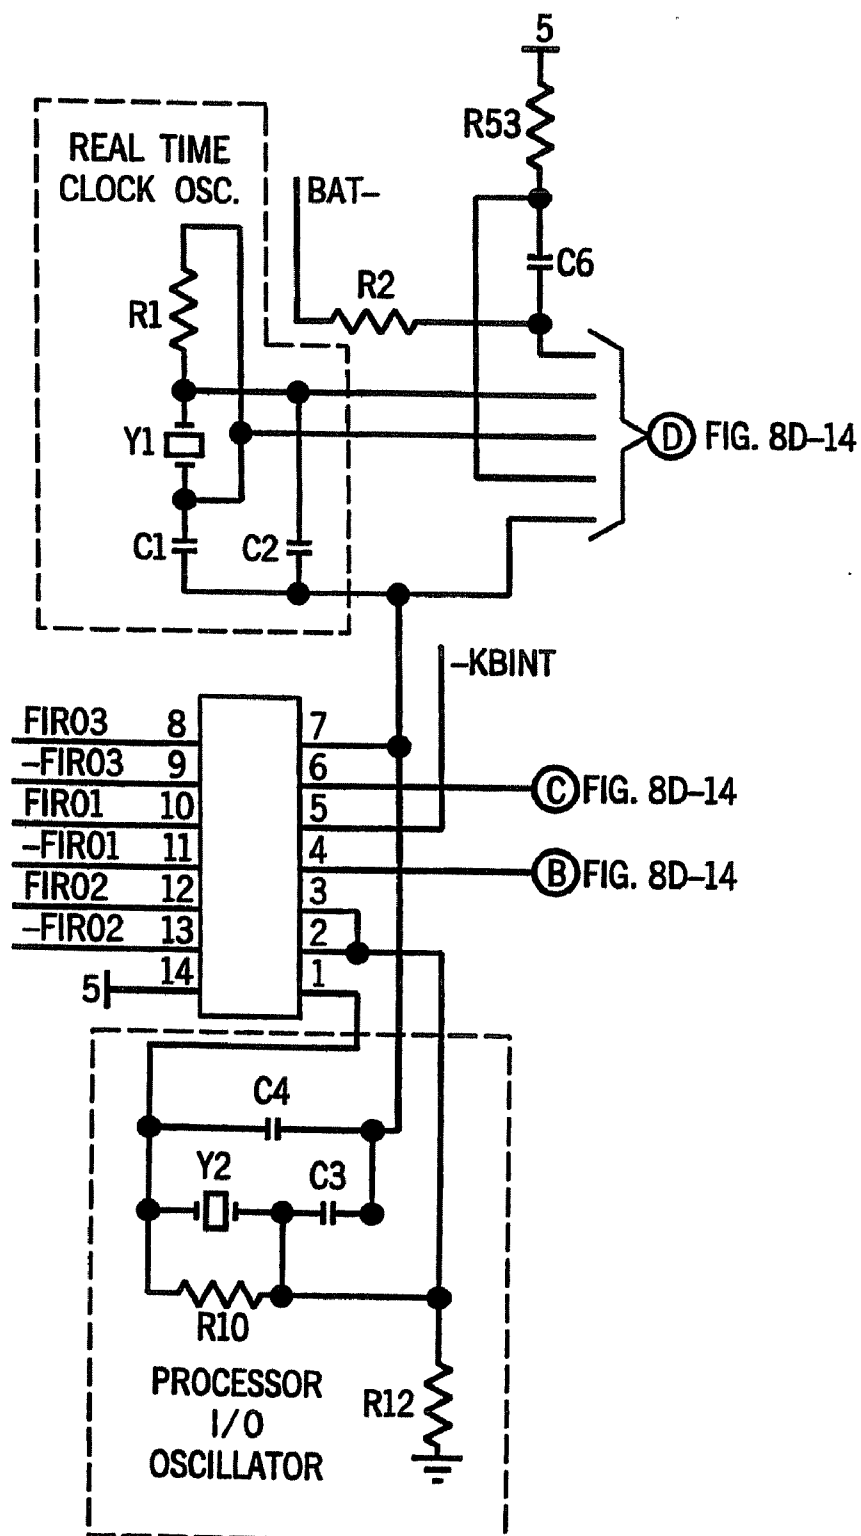 5
R53
REAL TIME
CLOCK OSC.
BAT–
C6
R2
R1
Y1
D FIG. 8D–14
C1
C2
–KBINT
FIR03 8 7
–FIR03 9 6
C FIG. 8D–14
FIR01 10 5
–FIR01 11 4
B FIG. 8D–14
FIR02 12 3
–FIR02 13 2
5 14 1
C4
Y2
C3
R10
PROCESSOR
I/O
OSCILLATOR
R12